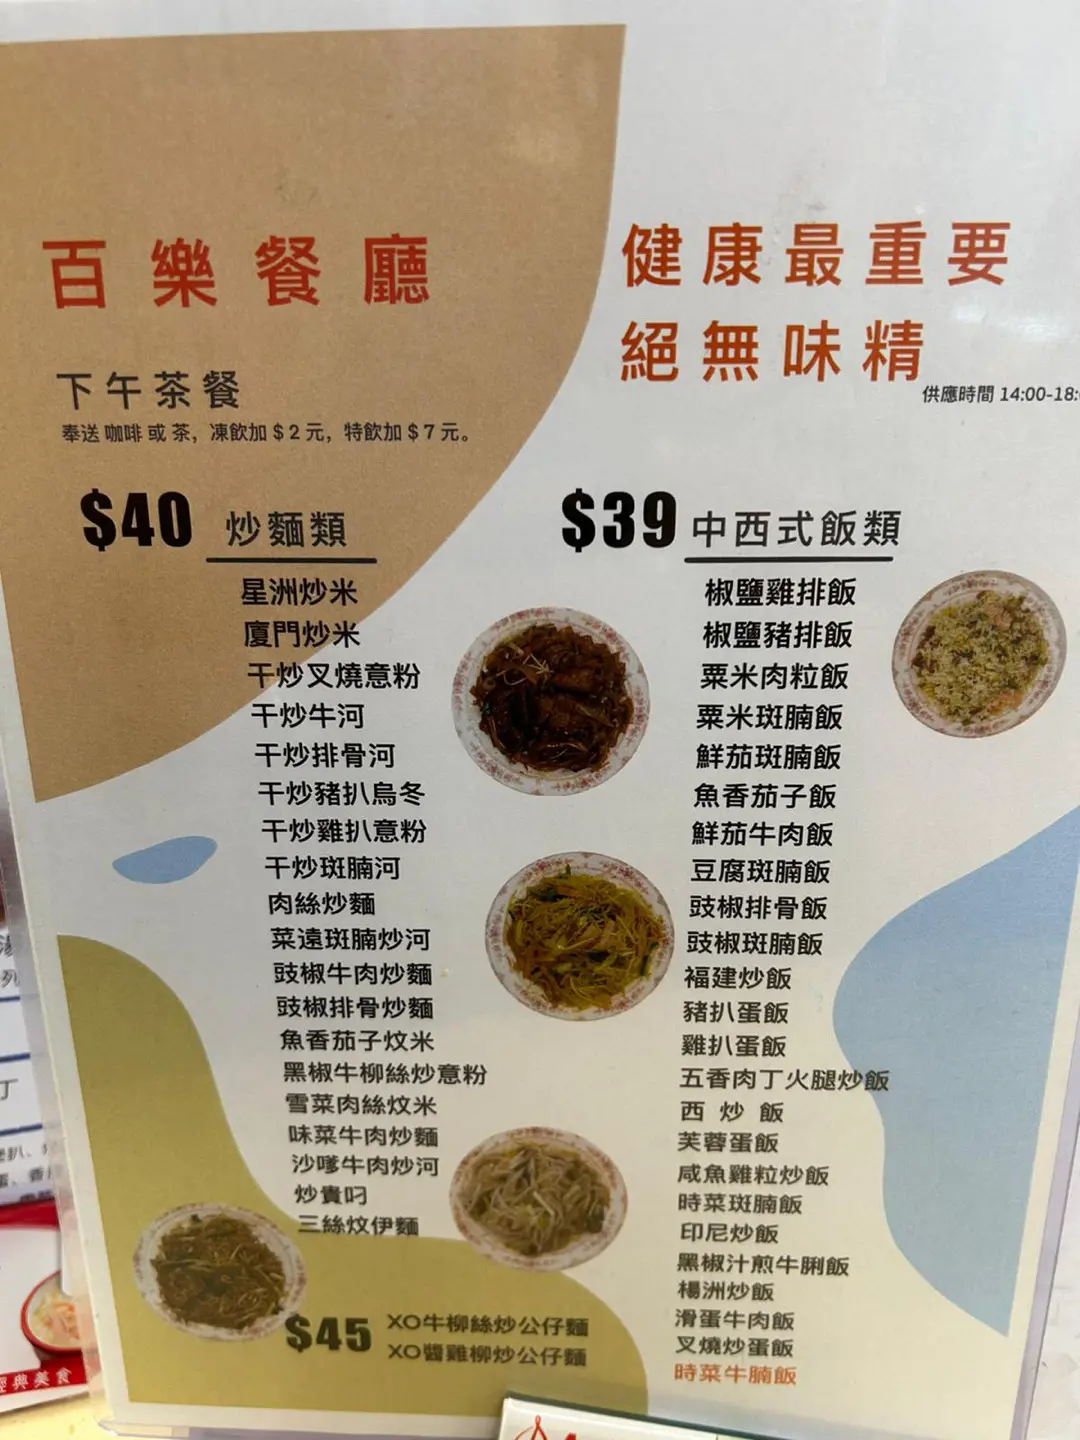 百樂餐廳
健康最重要
絕無味精
供應時間 14:00-18:
下午茶餐
奉送 咖啡 或 茶, 凍飲加 $ 2 元, 特飲加 $ 7 元。
$40 炒麵類
星洲炒米
廈門炒米
干炒叉燒意粉
干炒牛河
干炒排骨河
干炒豬扒烏冬
干炒雞扒意粉
干炒斑腩河
肉絲炒麵
菜遠斑腩炒河
豉椒牛肉炒麵
豉椒排骨炒麵
魚香茄子炆米
黑椒牛柳絲炒意粉
雪菜肉絲炆米
味菜牛肉炒麵
沙嗲牛肉炒河
炒貴叼
三絲炆伊麵
$45
XO牛柳絲炒公仔麵
XO醬雞柳炒公仔麵
$39 中西式飯類
椒鹽雞排飯
椒鹽豬排飯
粟米肉粒飯
粟米斑腩飯
鮮茄斑腩飯
魚香茄子飯
鮮茄牛肉飯
豆腐斑腩飯
豉椒排骨飯
豉椒斑腩飯
福建炒飯
豬扒蛋飯
雞扒蛋飯
五香肉丁火腿炒飯
西 炒 飯
芙蓉蛋飯
咸魚雞粒炒飯
時菜斑腩飯
印尼炒飯
黑椒汁煎牛脷飯
楊洲炒飯
滑蛋牛肉飯
叉燒炒蛋飯
時菜牛腩飯
經典美食